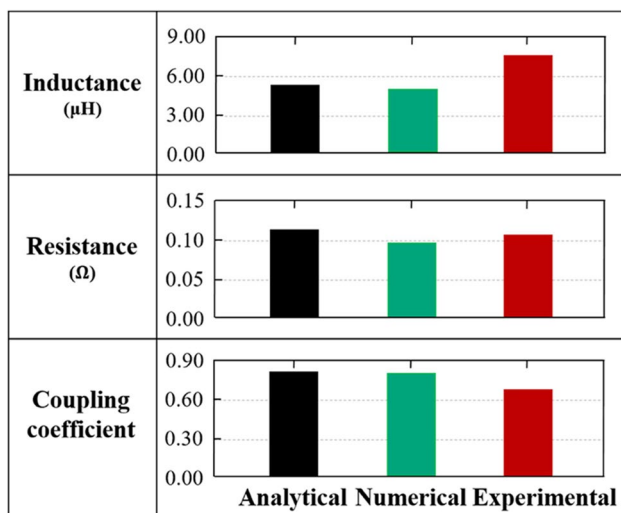 Inductance
(μH)
9.00
6.00
3.00
0.00
Resistance
(Ω)
0.15
0.10
0.05
0.00
Coupling
coefficient
0.90
0.60
0.30
0.00
Analytical Numerical Experimental